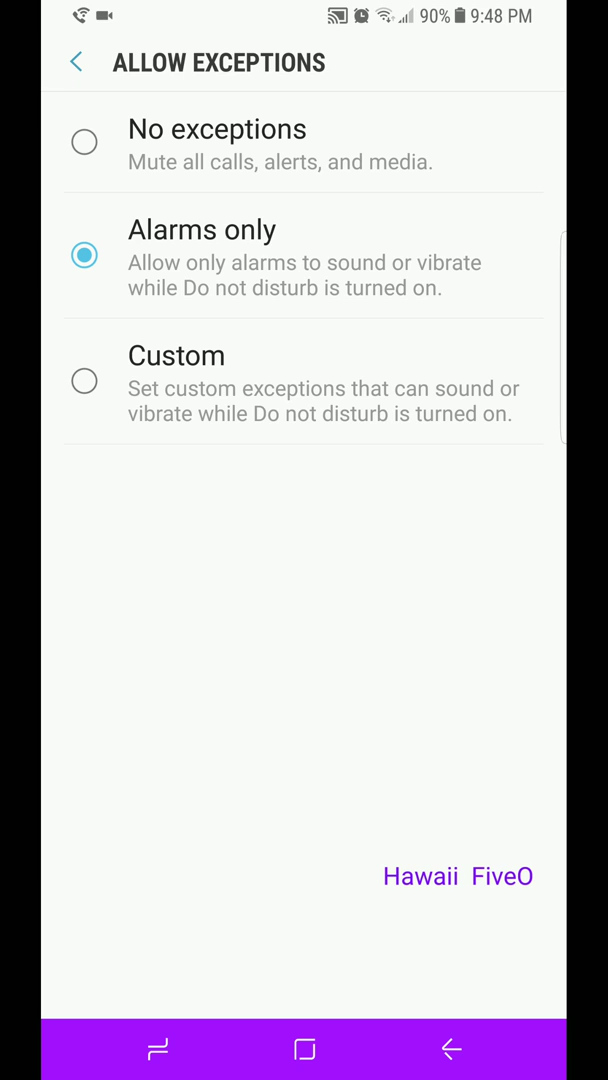 90% 9:48 PM
ALLOW EXCEPTIONS
No exceptions
Mute all calls, alerts, and media.
Alarms only
Allow only alarms to sound or vibrate
while Do not disturb is turned on.
Custom
Set custom exceptions that can sound or
vibrate while Do not disturb is turned on.
Hawaii FiveO